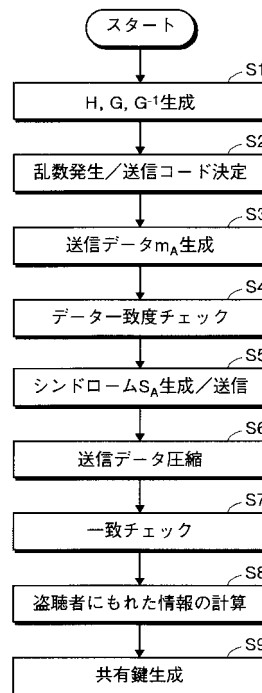 スタート
S1
H, G, G⁻¹生成
S2
乱数発生／送信コード決定
S3
送信データmA生成
S4
データ一致度チェック
S5
シンドロームSA生成／送信
S6
送信データ圧縮
S7
一致チェック
S8
盗聴者にもれた情報の計算
S9
共有鍵生成